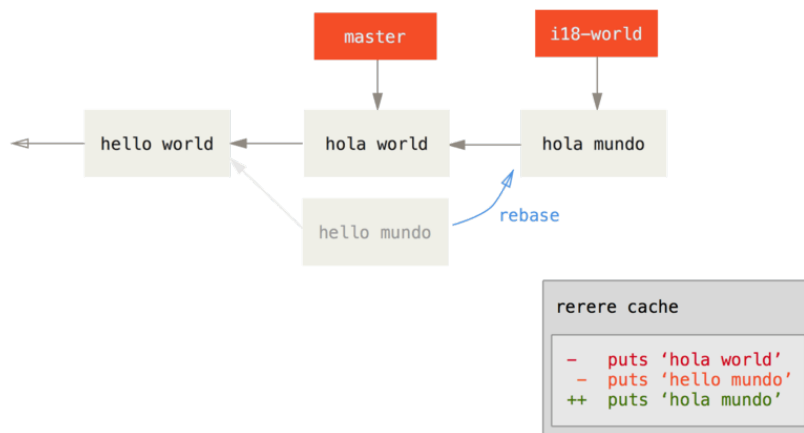 master
i18-world
hello world
hola world
hola mundo
hello mundo
rebase
rerere cache
-   puts ‘hola world’
 -  puts ‘hello mundo’
++  puts ‘hola mundo’